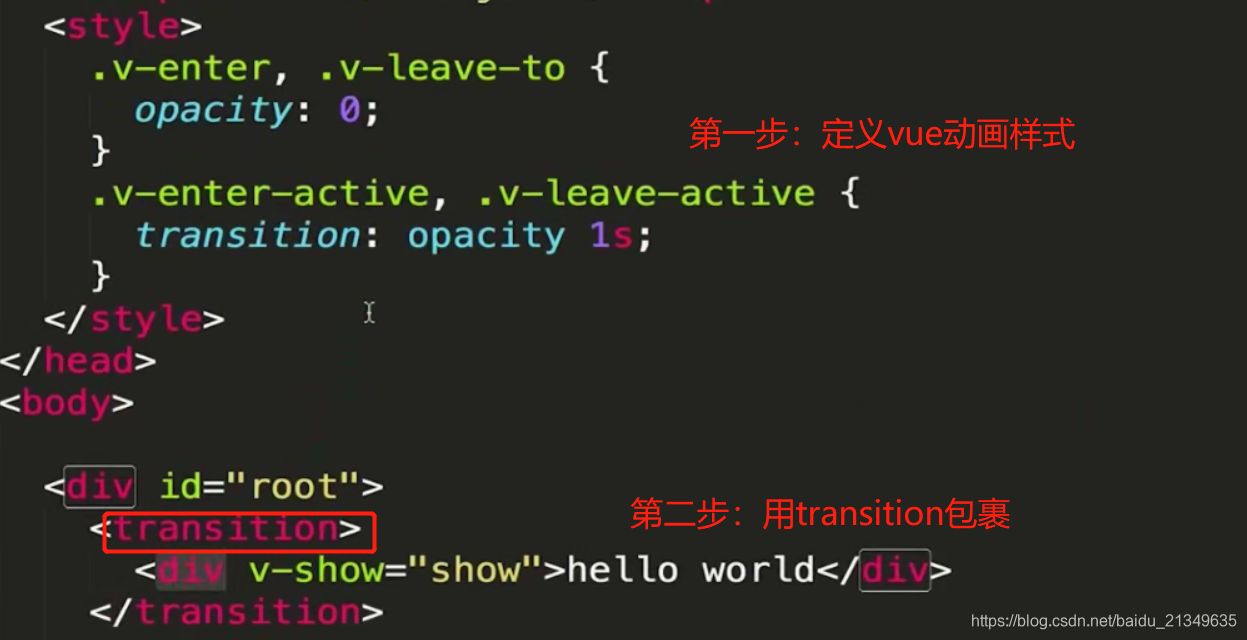 <style>
.v-enter, .v-leave-to {
opacity: 0;
第一步：定义vue动画样式
}
.v-enter-active, .v-leave-active {
transition: opacity 1s;
}
</style>
</head>
<body>
<div id="root">
<transition>
第二步：用transition包裹
<div v-show="show">hello world</div>
</transition>
https://blog.csdn.net/baidu_21349635